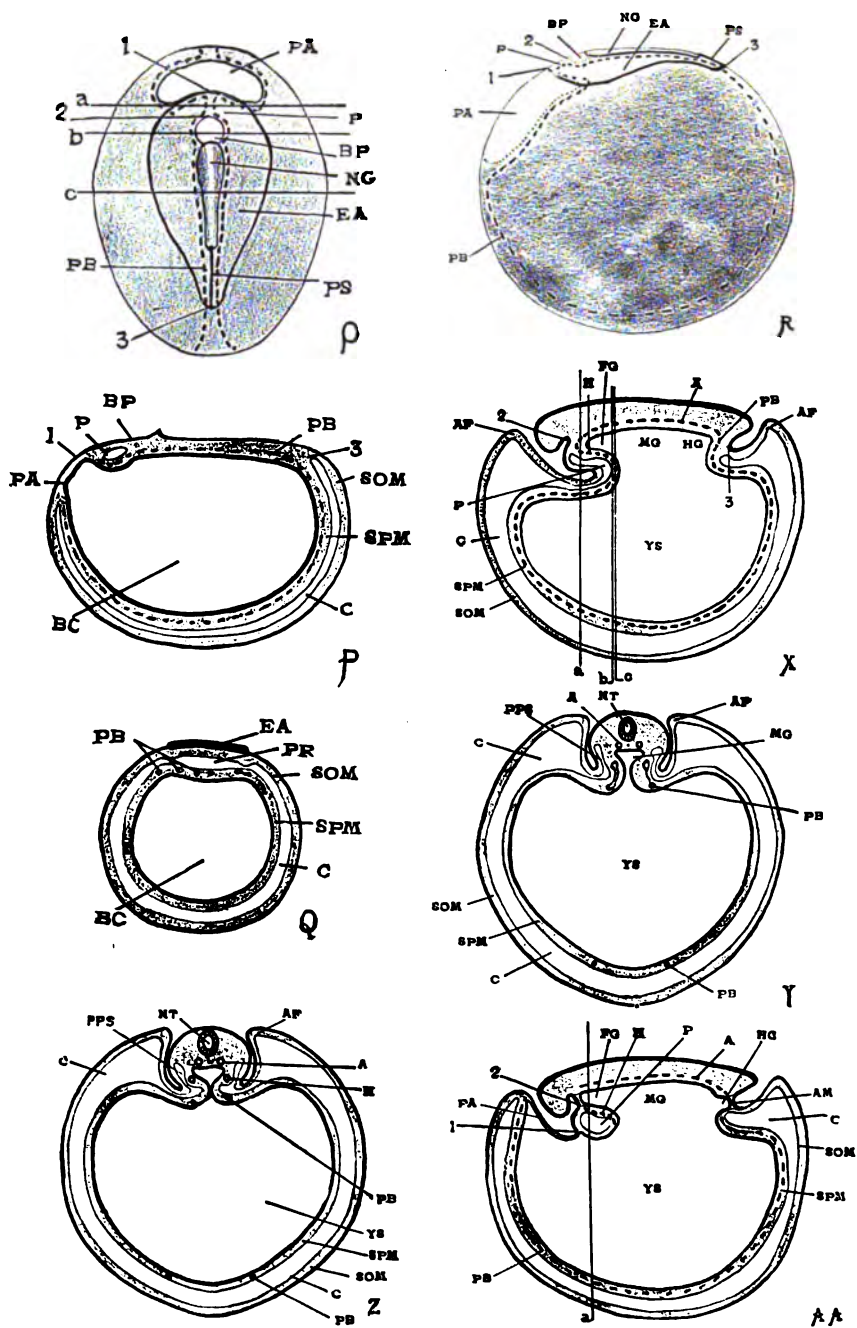 1
PA
a
2
P
b
BP
NG
C
EA
PB
PS
3
ρ
BP
NG
EA
PS
2
P
3
1
PA
PB
R
BP
P
PB
1
3
PA
SOM
SPM
C
BC
P
FG
H
A
PB
AF
2
AF
MG
HG
P
3
C
YS
SPM
SOM
a
b
C
X
EA
PB
PR
SOM
SPM
C
BC
Q
A
NT
AF
PPS
C
MG
PB
YS
SOM
SPM
C
PB
Y
NT
PPS
AF
C
A
H
PB
YS
SPM
SOM
C
PB
Z
FG
H
P
A
HG
2
PA
MG
AM
C
1
SOM
YS
SPM
PB
a
AA